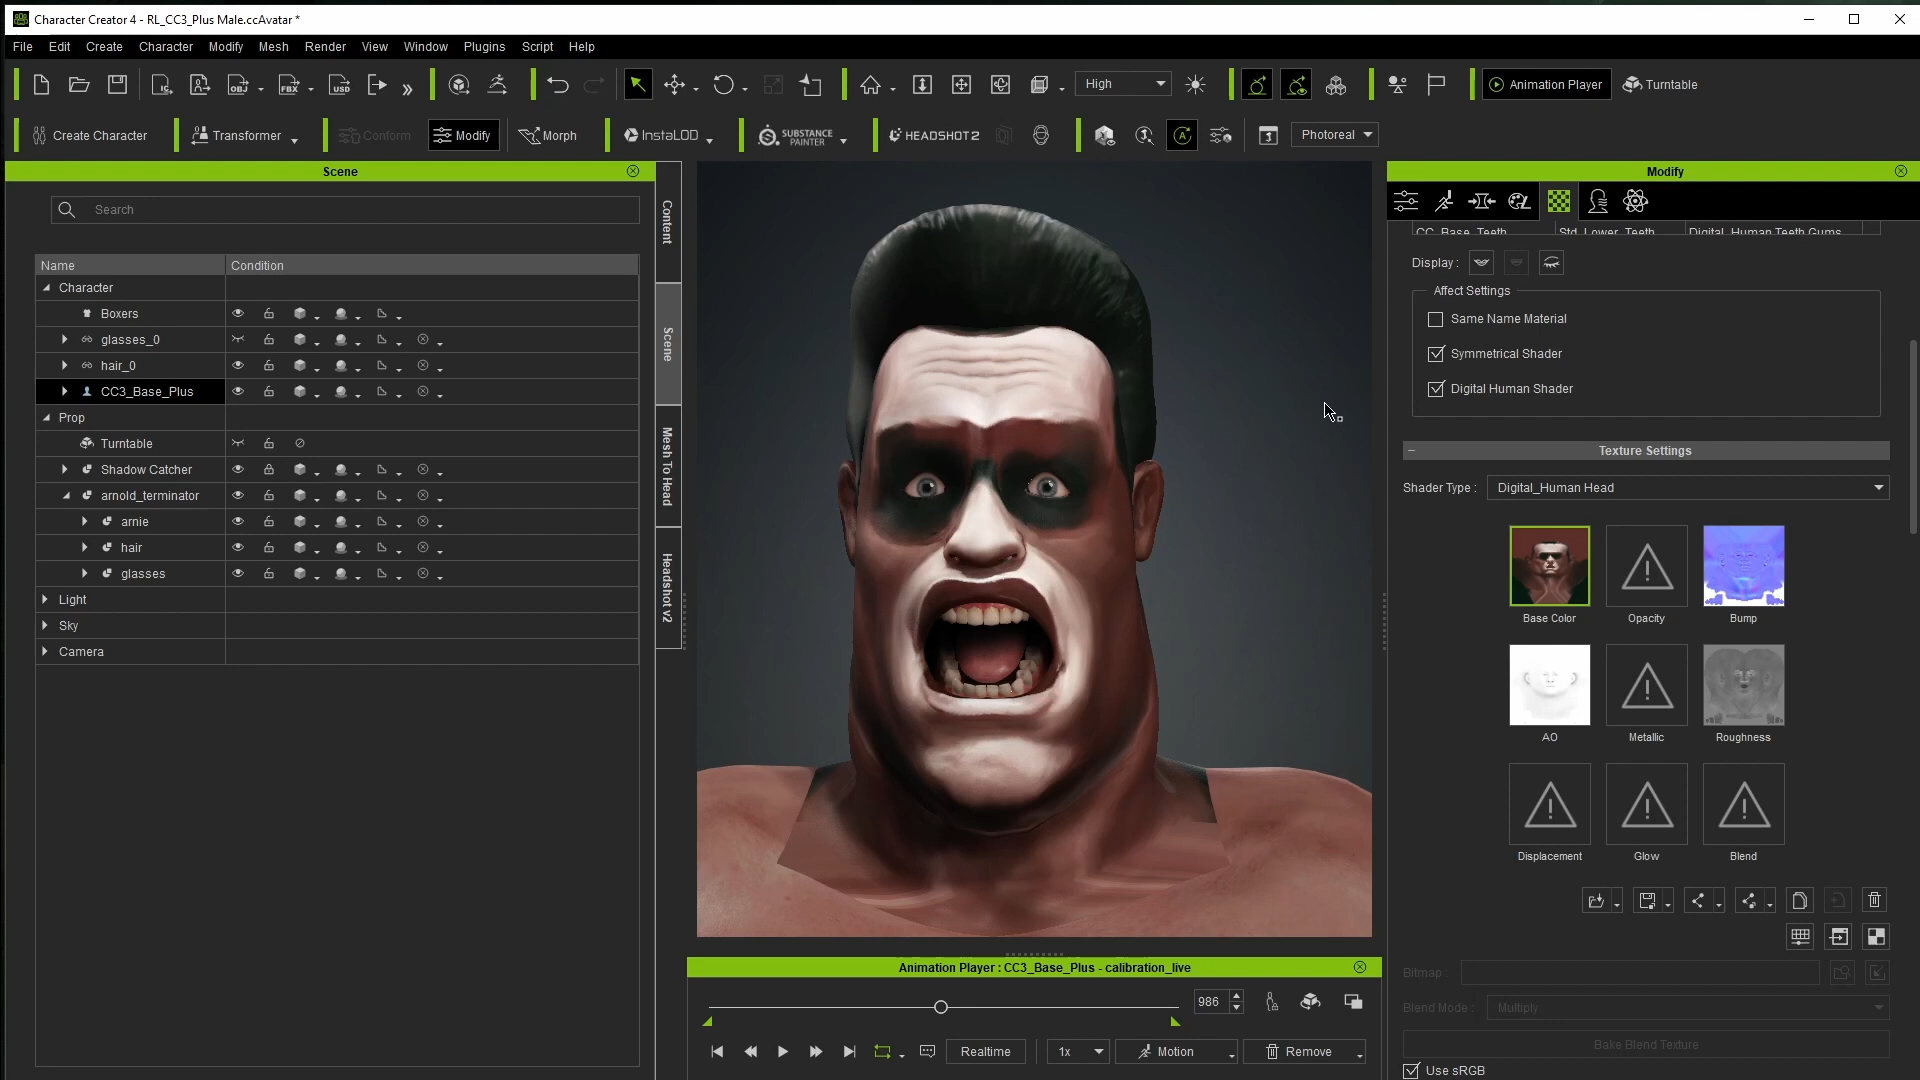 Character Creator 4 - RL_CC3_Plus Male.ccAvatar *
File Edit Create Character Modify Mesh Render View Window Plugins Script Help
High
Animation Player
Turntable
Create Character
Transformer
Conform
Modify
Morph
InstaLOD
SUBSTANCE PAINTER
HEADSHOT 2
Photoreal
Scene
Search
Name Condition
Character
Boxers
glasses_0
hair_0
CC3_Base_Plus
Prop
Turntable
Shadow Catcher
arnold_terminator
arnie
hair
glasses
Light
Sky
Camera
Content
Scene
Mesh To Head
Headshot v2
Animation Player : CC3_Base_Plus - calibration_live
986
Realtime
1x
Motion
Remove
Modify
CC_Base_Teeth Std_Lower_Teeth Digital_Human Teeth Gums
Display :
Affect Settings
Same Name Material
Symmetrical Shader
Digital Human Shader
Texture Settings
Shader Type : Digital_Human Head
Base Color Opacity Bump
AO Metallic Roughness
Displacement Glow Blend
Bitmap :
Blend Mode : Multiply
Bake Blend Texture
Use sRGB